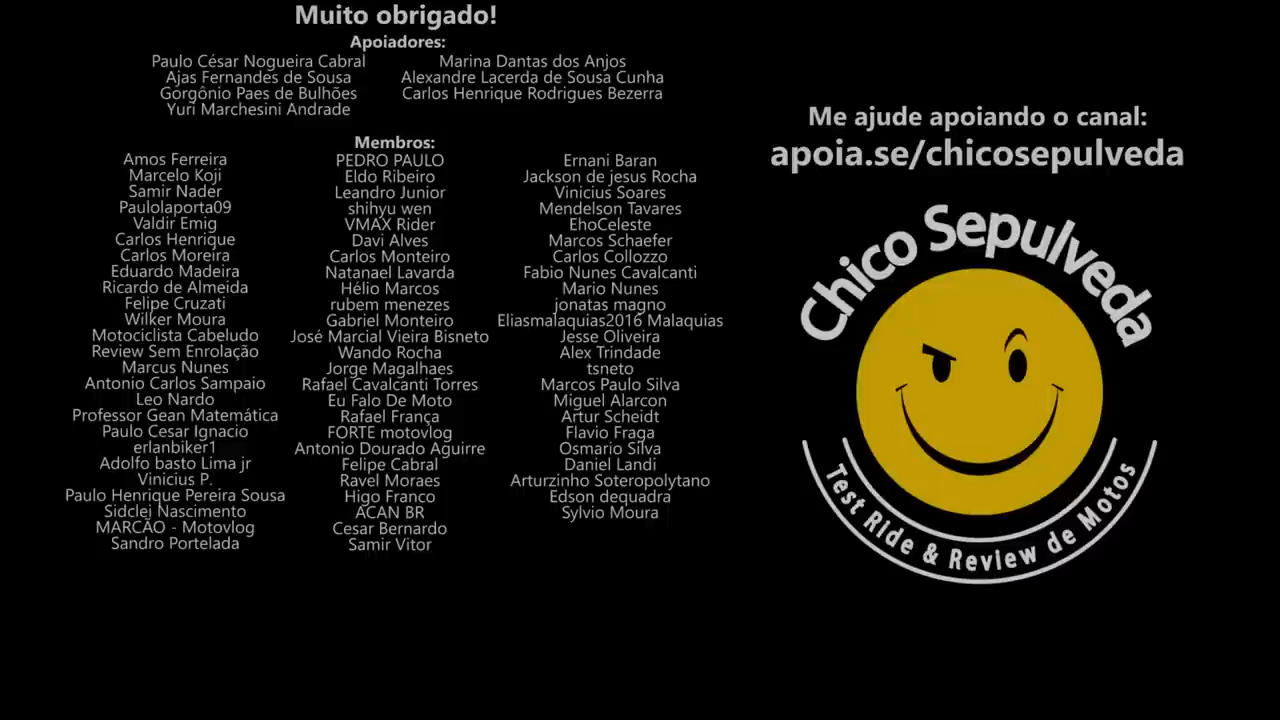 Muito obrigado!
Apoiadores:
Paulo César Nogueira Cabral
Ajas Fernandes de Sousa
Gorgônio Paes de Bulhões
Yuri Marchesini Andrade
Marina Dantas dos Anjos
Alexandre Lacerda de Sousa Cunha
Carlos Henrique Rodrigues Bezerra
Membros:
Amos Ferreira
Marcelo Koji
Samir Nader
Paulolaporta09
Valdir Emig
Carlos Henrique
Carlos Moreira
Eduardo Madeira
Ricardo de Almeida
Felipe Cruzati
Wilker Moura
Motociclista Cabeludo
Review Sem Enrolação
Marcus Nunes
Antonio Carlos Sampaio
Leo Nardo
Professor Gean Matemática
Paulo Cesar Ignacio
erlanbiker1
Adolfo basto Lima jr
Vinicius P.
Paulo Henrique Pereira Sousa
Sidclei Nascimento
MARCÃO - Motovlog
Sandro Portelada
PEDRO PAULO
Eldo Ribeiro
Leandro Junior
shihyu wen
VMAX Rider
Davi Alves
Carlos Monteiro
Natanael Lavarda
Hélio Marcos
rubem menezes
Gabriel Monteiro
José Marcial Vieira Bisneto
Wando Rocha
Jorge Magalhaes
Rafael Cavalcanti Torres
Eu Falo De Moto
Rafael França
FORTE motovlog
Antonio Dourado Aguirre
Felipe Cabral
Ravel Moraes
Higo Franco
ACAN BR
Cesar Bernardo
Samir Vitor
Ernani Baran
Jackson de jesus Rocha
Vinicius Soares
Mendelson Tavares
EhoCeleste
Marcos Schaefer
Carlos Collozzo
Fabio Nunes Cavalcanti
Mario Nunes
jonatas magno
Eliasmalaquias2016 Malaquias
Jesse Oliveira
Alex Trindade
tsneto
Marcos Paulo Silva
Miguel Alarcon
Artur Scheidt
Flavio Fraga
Osmario Silva
Daniel Landi
Arturzinho Soteropolytano
Edson dequadra
Sylvio Moura
Me ajude apoiando o canal:
apoia.se/chicosepulveda
Chico Sepulveda
Test Ride & Review de Motos